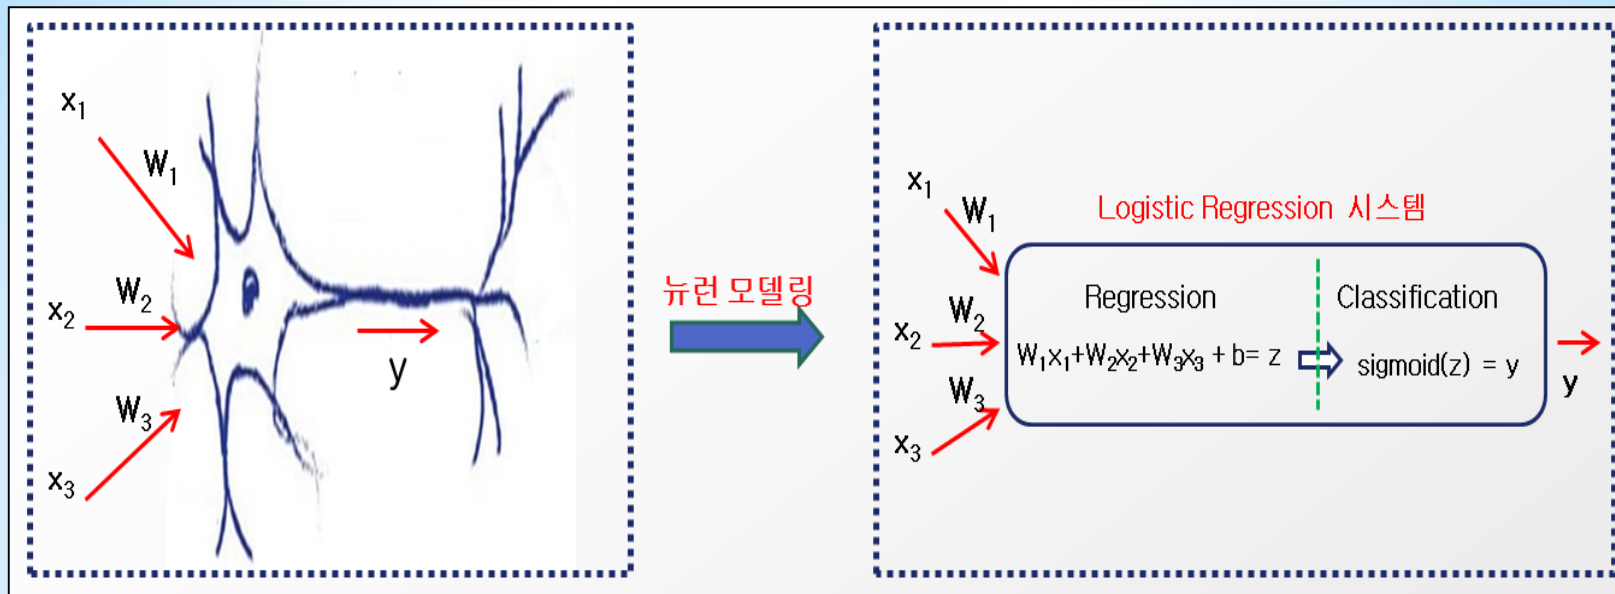 x₁
W₁
W₂
x₂
y
W₃
x₃
뉴런 모델링
x₁
W₁
Logistic Regression 시스템
Regression
Classification
W₂
x₂
W₁x₁+W₂x₂+W₃x₃ + b= z
sigmoid(z) = y
W₃
y
x₃